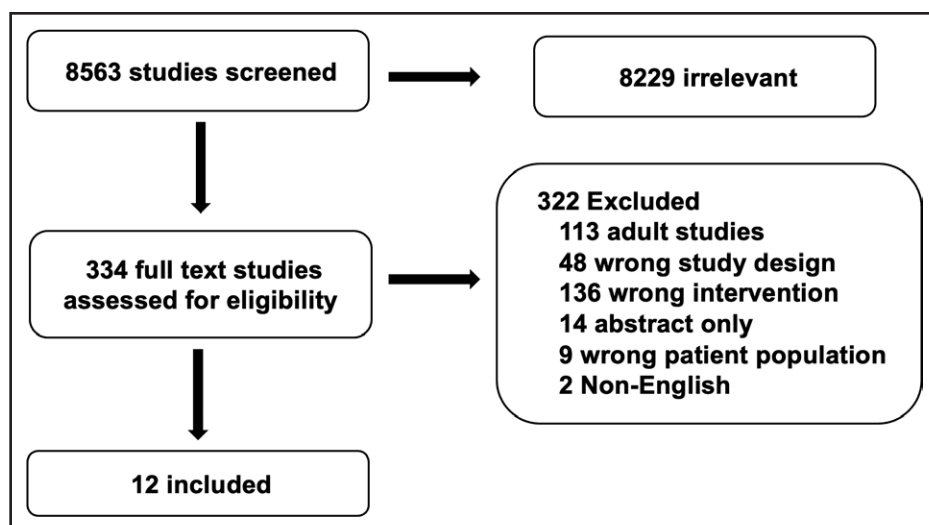 8563 studies screened
8229 irrelevant
334 full text studies
assessed for eligibility
322 Excluded
113 adult studies
48 wrong study design
136 wrong intervention
14 abstract only
9 wrong patient population
2 Non-English
12 included